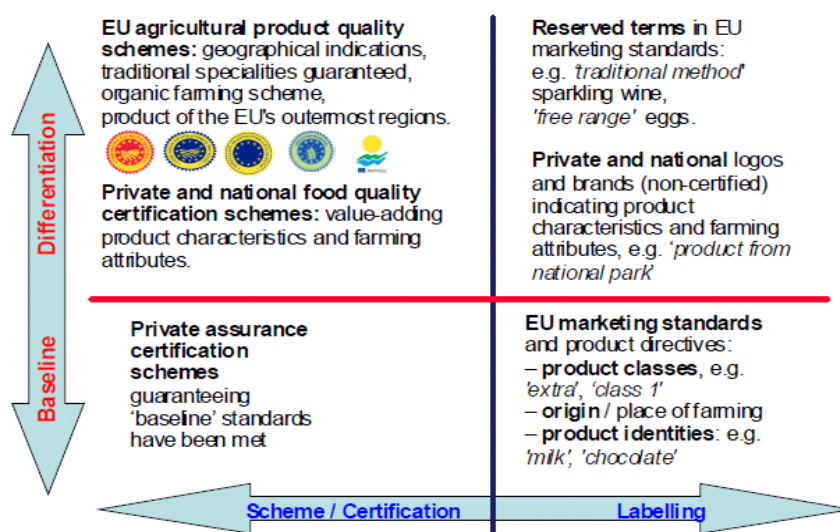 EU agricultural product quality
schemes: geographical indications,
traditional specialities guaranteed,
organic farming scheme,
product of the EU's outermost regions.
Private and national food quality
certification schemes: value-adding
product characteristics and farming
attributes.
Reserved terms in EU
marketing standards:
e.g. 'traditional method'
sparkling wine,
'free range' eggs.
Private and national logos
and brands (non-certified)
indicating product
characteristics and farming
attributes, e.g. 'product from
national park'
Differentiation
Baseline
Private assurance
certification
schemes
guaranteeing
'baseline' standards
have been met
EU marketing standards
and product directives:
– product classes, e.g.
'extra', 'class 1'
– origin / place of farming
– product identities: e.g.
'milk', 'chocolate'
Scheme / Certification
Labelling